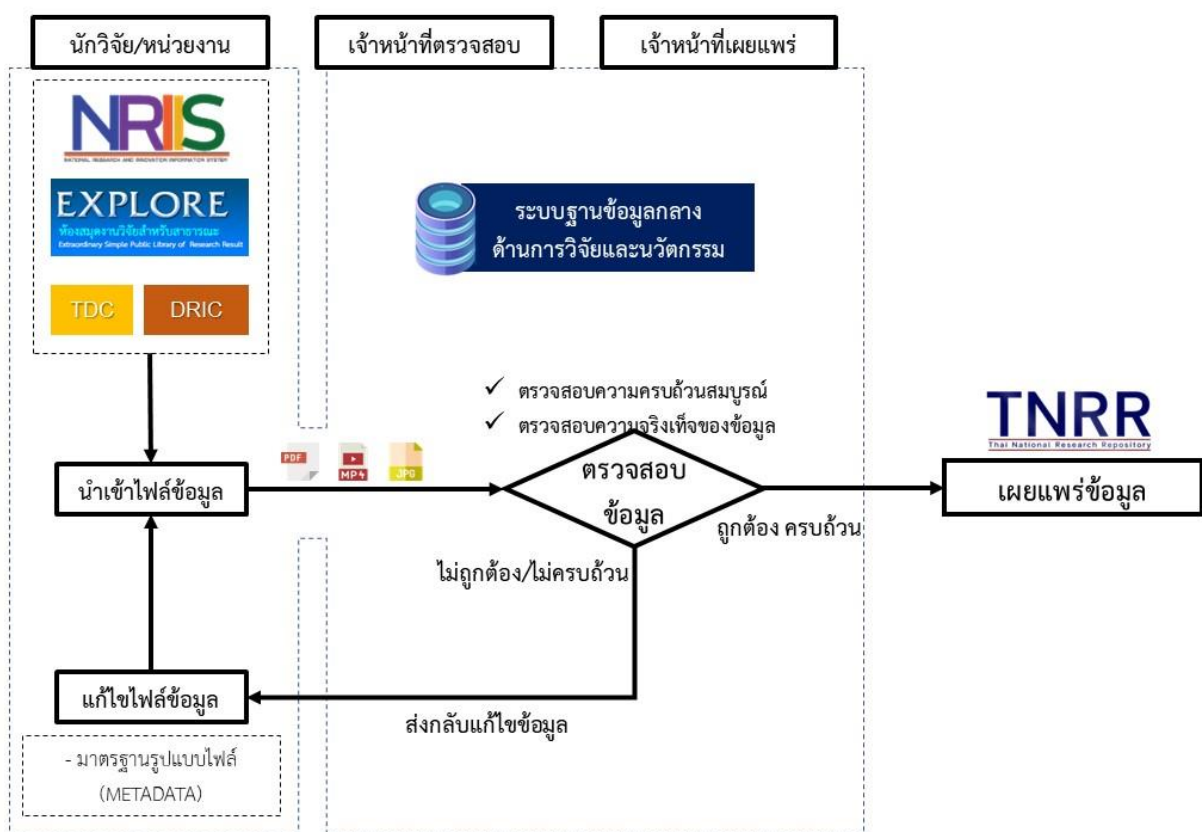 นักวิจัย/หน่วยงาน
เจ้าหน้าที่ตรวจสอบ
เจ้าหน้าที่เผยแพร่
NRIIS
NATIONAL RESEARCH AND INNOVATION INFORMATION SYSTEM
EXPLORE
ห้องสมุดงานวิจัยสำหรับสาธารณะ
Extraordinary Simple Public Library of Research Result
TDC
DRIC
ระบบฐานข้อมูลกลาง
ด้านการวิจัยและนวัตกรรม
✓ ตรวจสอบความครบถ้วนสมบูรณ์
✓ ตรวจสอบความจริงเท็จของข้อมูล
TNRR
Thai National Research Repository
นำเข้าไฟล์ข้อมูล
PDF
MP4
JPG
ตรวจสอบ
ข้อมูล
ถูกต้อง ครบถ้วน
เผยแพร่ข้อมูล
ไม่ถูกต้อง/ไม่ครบถ้วน
แก้ไขไฟล์ข้อมูล
ส่งกลับแก้ไขข้อมูล
- มาตรฐานรูปแบบไฟล์
(METADATA)